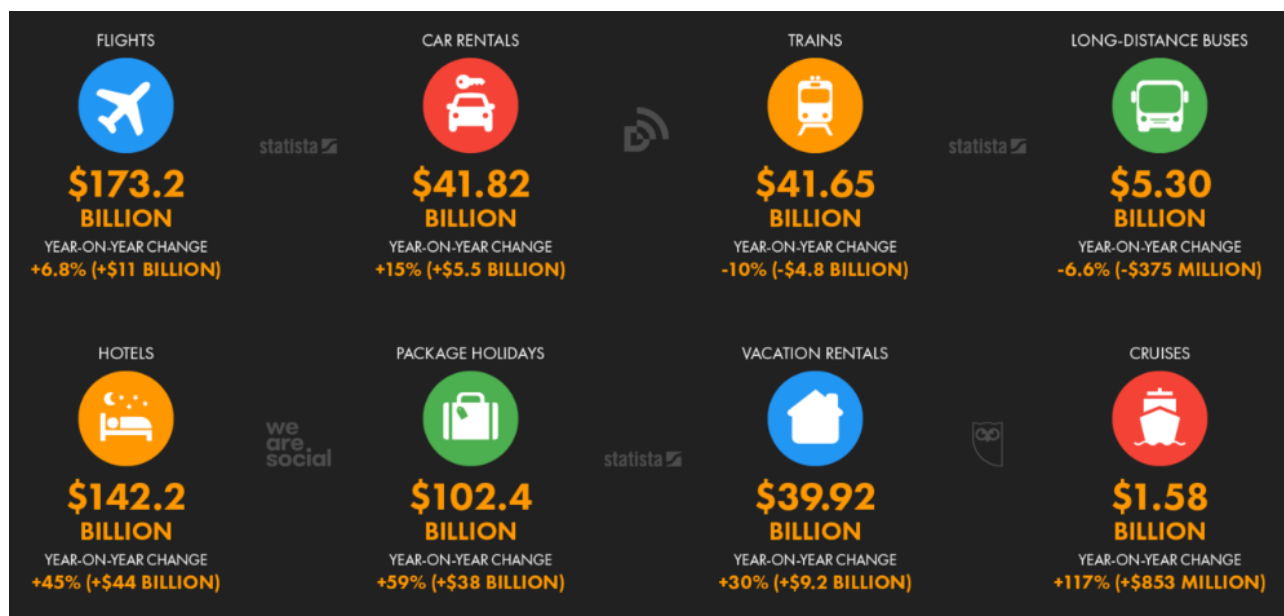 FLIGHTS
$173.2
BILLION
YEAR-ON-YEAR CHANGE
+6.8% (+$11 BILLION)
statista
CAR RENTALS
$41.82
BILLION
YEAR-ON-YEAR CHANGE
+15% (+$5.5 BILLION)
TRAINS
$41.65
BILLION
YEAR-ON-YEAR CHANGE
-10% (-$4.8 BILLION)
statista
LONG-DISTANCE BUSES
$5.30
BILLION
YEAR-ON-YEAR CHANGE
-6.6% (-$375 MILLION)
HOTELS
$142.2
BILLION
YEAR-ON-YEAR CHANGE
+45% (+$44 BILLION)
we
are
social
PACKAGE HOLIDAYS
$102.4
BILLION
YEAR-ON-YEAR CHANGE
+59% (+$38 BILLION)
statista
VACATION RENTALS
$39.92
BILLION
YEAR-ON-YEAR CHANGE
+30% (+$9.2 BILLION)
CRUISES
$1.58
BILLION
YEAR-ON-YEAR CHANGE
+117% (+$853 MILLION)